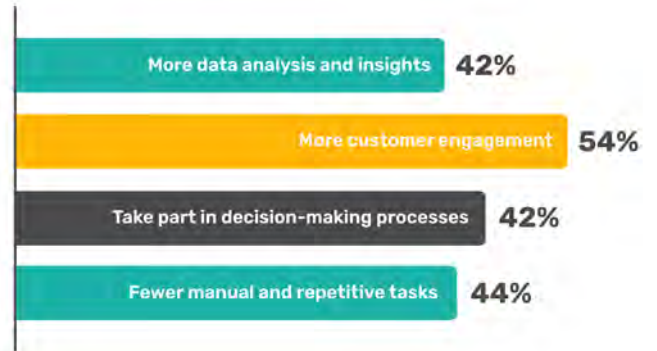 More data analysis and insights 42%
More customer engagement 54%
Take part in decision-making processes 42%
Fewer manual and repetitive tasks 44%